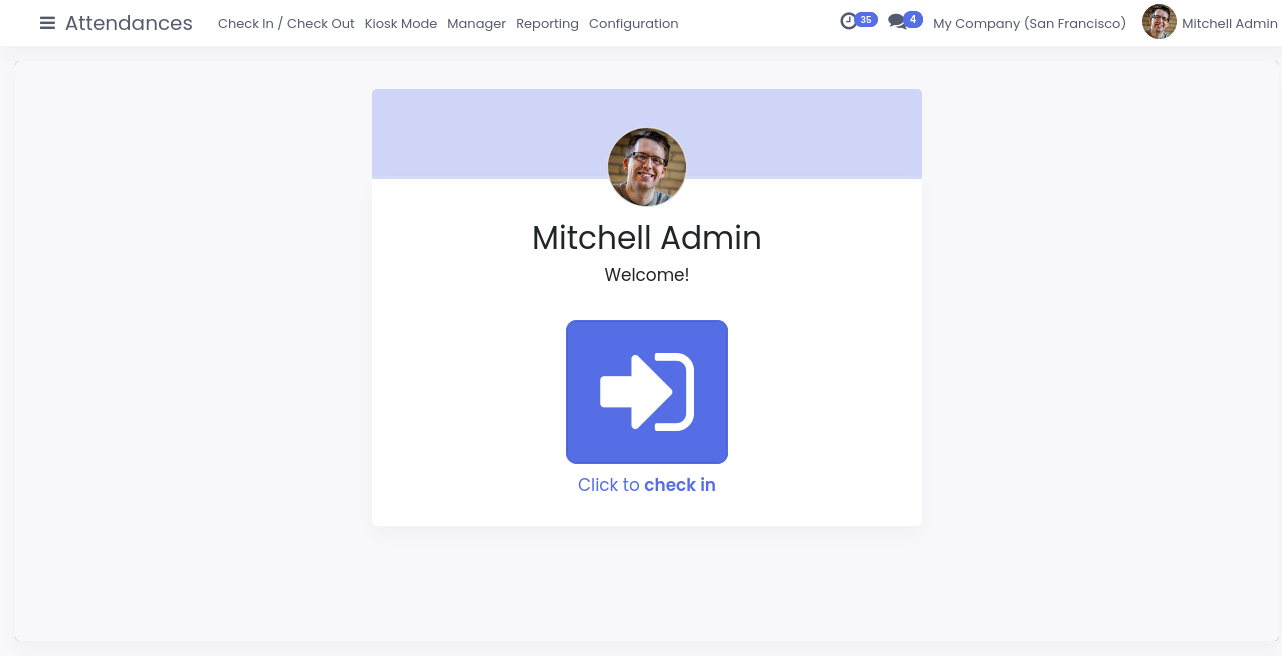 Attendances Check In / Check Out Kiosk Mode Manager Reporting Configuration 35 4 My Company (San Francisco) Mitchell Admin
Mitchell Admin
Welcome!
Click to check in